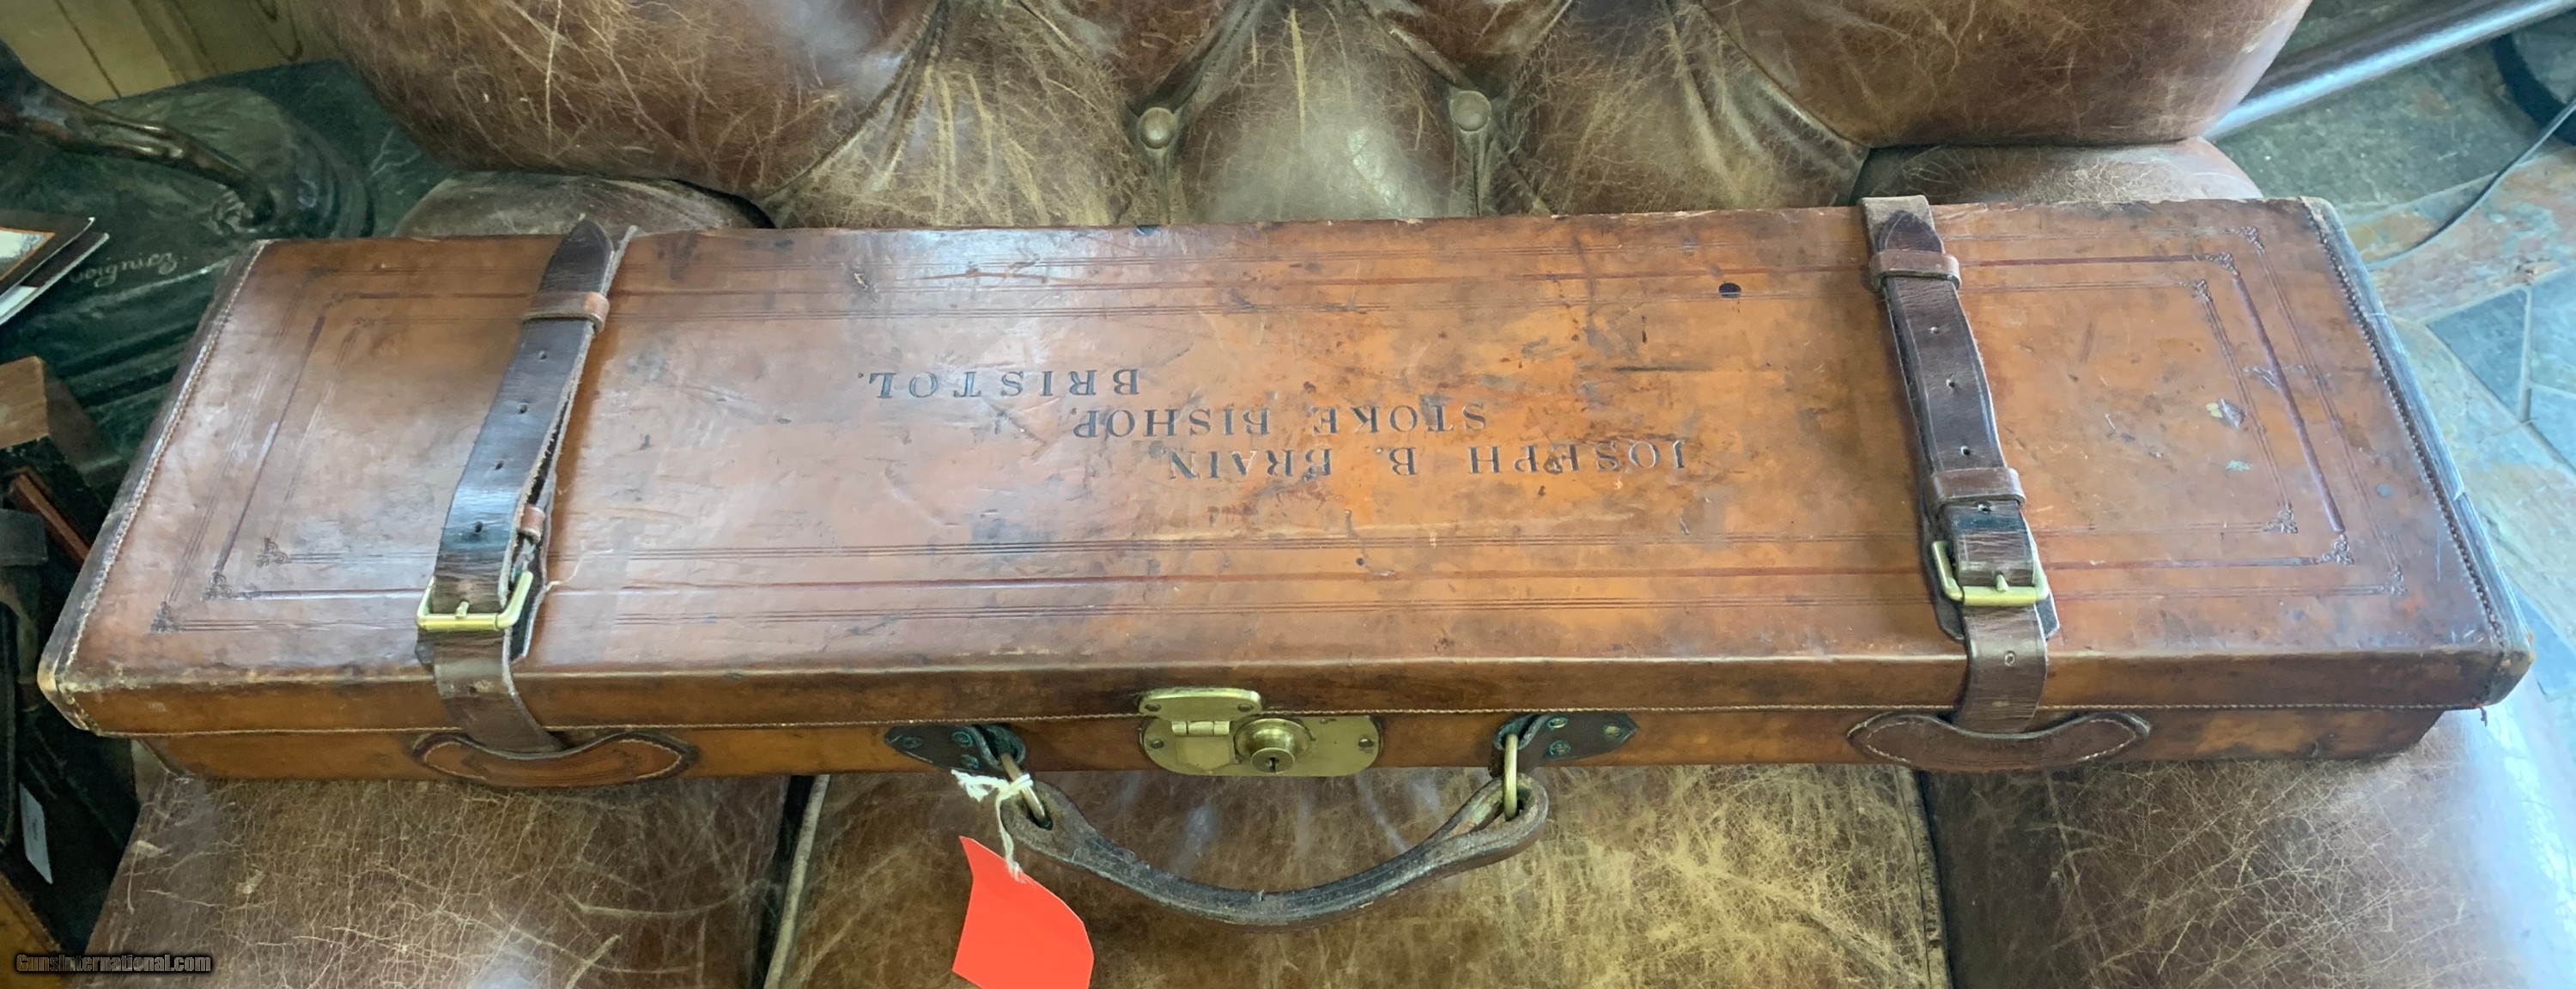 JOSEPH B. BRAIN,
STOKE BISHOP,
BRISTOL.
GunsInternational.com